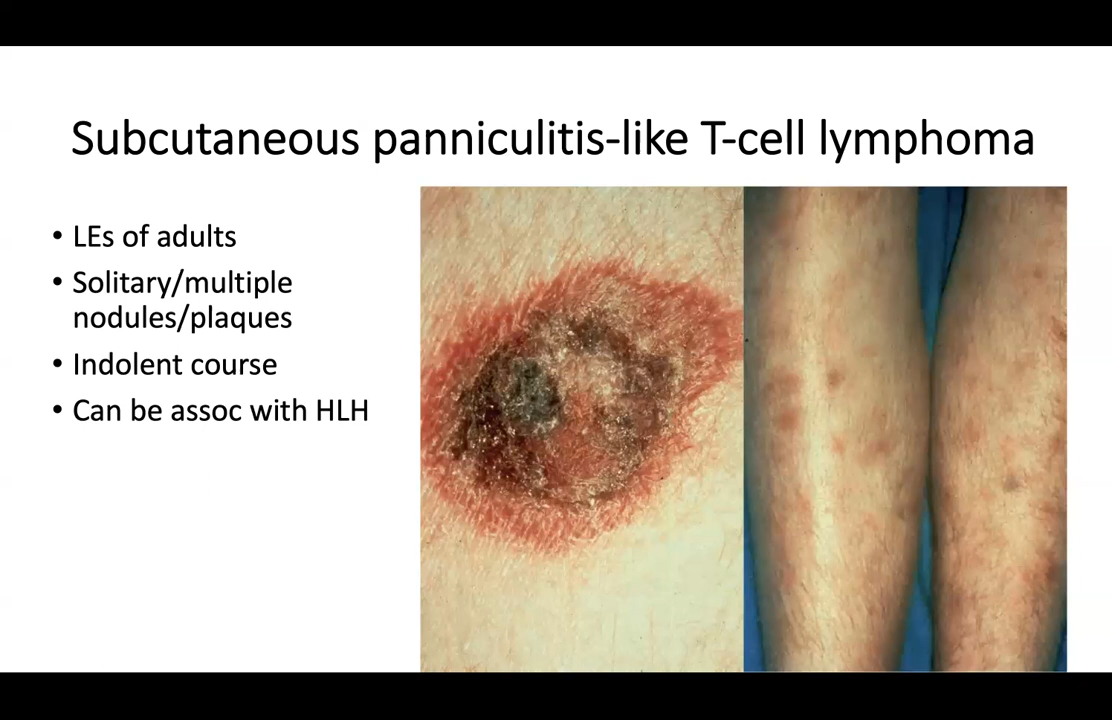 Subcutaneous panniculitis-like T-cell lymphoma
• LEs of adults
• Solitary/multiple
nodules/plaques
• Indolent course
• Can be assoc with HLH